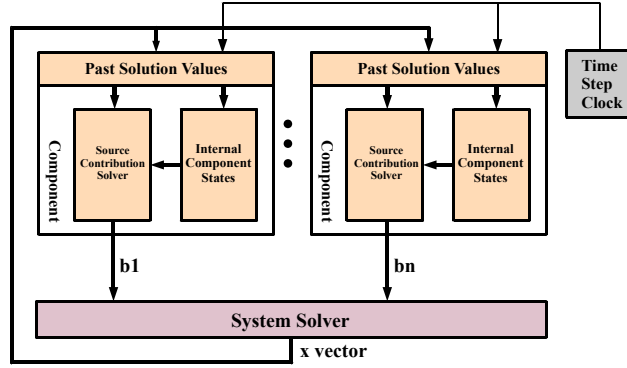 Past Solution Values
Component
Source
Contribution
Solver
Internal
Component
States
b1
Past Solution Values
Component
Source
Contribution
Solver
Internal
Component
States
bn
Time
Step
Clock
System Solver
x vector